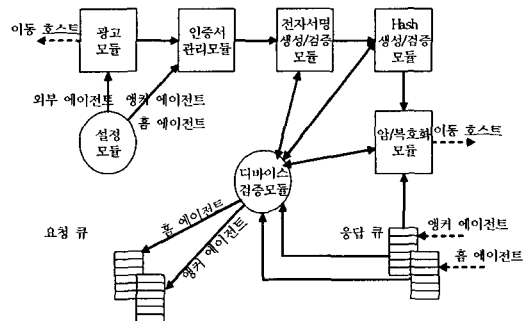 이동 호스트
광고
모듈
인증서
관리모듈
전자서명
생성/검증
모듈
Hash
생성/검증
모듈
외부 에이전트
앵커 에이전트
홈 에이전트
설정
모듈
암/복호화
모듈
이동 호스트
디바이스
검증모듈
요청 큐
홈 에이전트
앵커 에이전트
응답 큐
앵커 에이전트
홈 에이전트